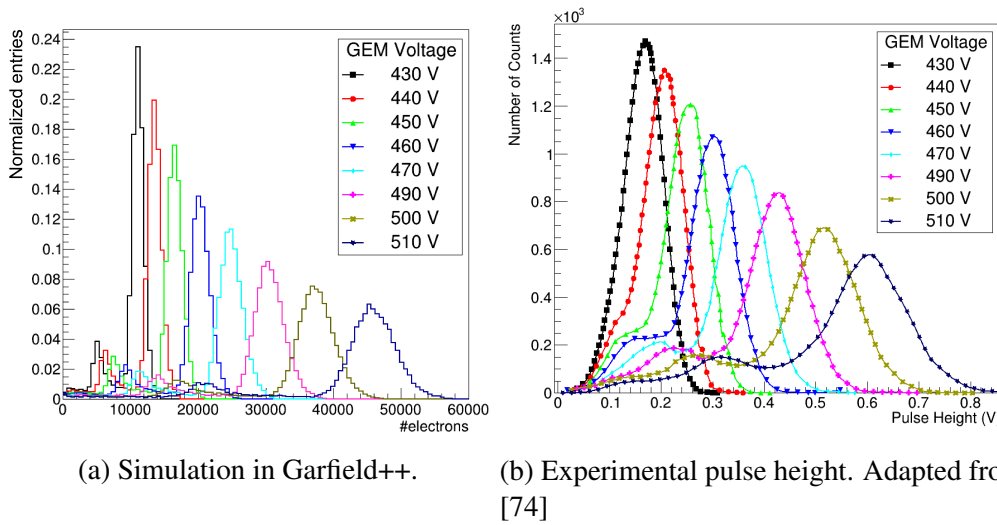 Normalized entries
0.24
0.22
0.20
0.18
0.16
0.14
0.12
0.10
0.08
0.06
0.04
0.02
0
0
10000
20000
30000
40000
50000
60000
#electrons
GEM Voltage
430 V
440 V
450 V
460 V
470 V
490 V
500 V
510 V
(a) Simulation in Garfield++.
×10³
Number of Counts
1.4
1.2
1.0
0.8
0.6
0.4
0.2
0
0
0.1
0.2
0.3
0.4
0.5
0.6
0.7
0.8
Pulse Height (V
GEM Voltage
430 V
440 V
450 V
460 V
470 V
490 V
500 V
510 V
(b) Experimental pulse height. Adapted fro
[74]